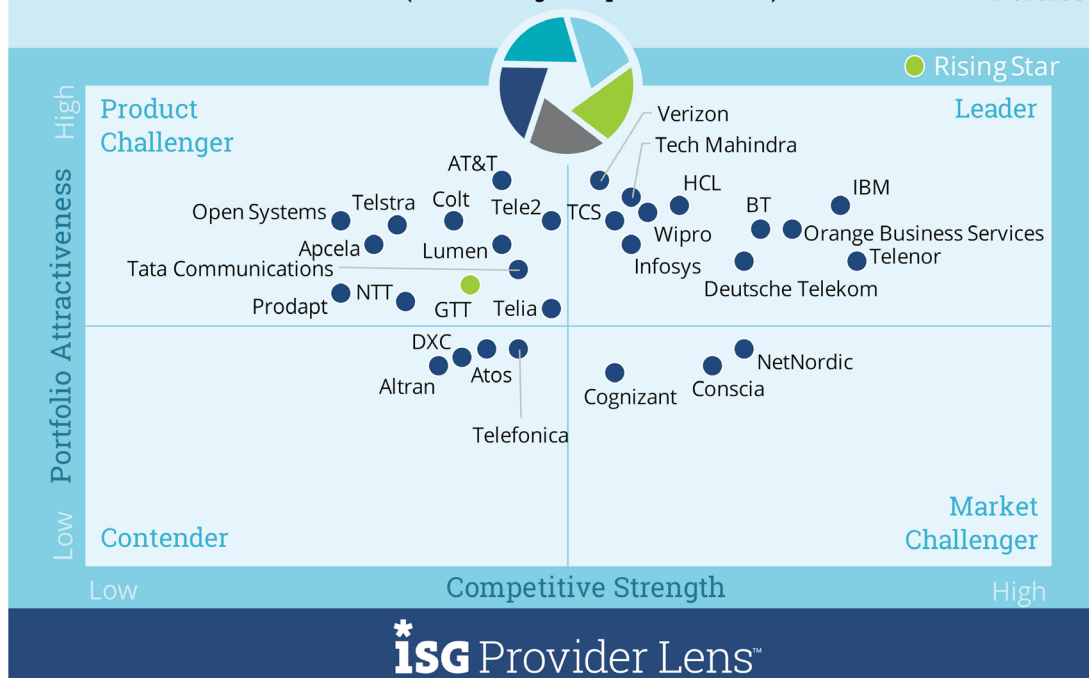 Rising Star
High
Product
Challenger
Leader
Verizon
Tech Mahindra
AT&T
HCL
IBM
Open Systems
Telstra
Colt
Tele2
TCS
BT
Wipro
Orange Business Services
Apcela
Lumen
Infosys
Telenor
Tata Communications
Deutsche Telekom
Prodapt
NTT
GTT
Telia
Portfolio Attractiveness
DXC
Altran
Atos
NetNordic
Conscia
Cognizant
Telefonica
Market
Challenger
Contender
Low
Low
Competitive Strength
High
iSG Provider Lens™